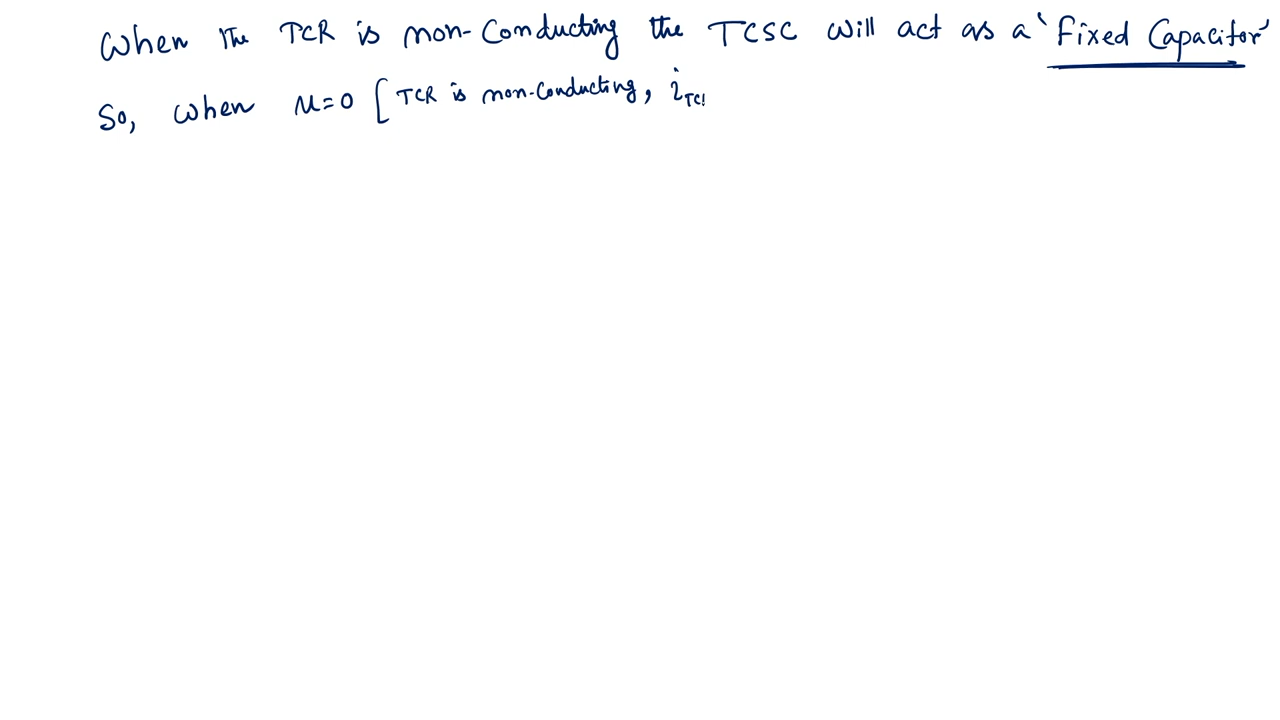 When the TCR is non-Conducting the TCSC will act as a 'Fixed Capacitor'
So, when u=0 [TCR is non-Conducting,